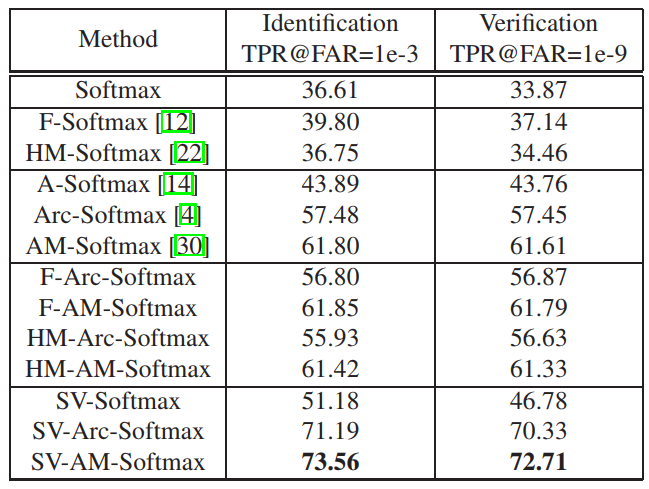 Method Identification Verification
TPR@FAR=1e-3 TPR@FAR=1e-9
Softmax 36.61 33.87
F-Softmax [12] 39.80 37.14
HM-Softmax [22] 36.75 34.46
A-Softmax [14] 43.89 43.76
Arc-Softmax [4] 57.48 57.45
AM-Softmax [30] 61.80 61.61
F-Arc-Softmax 56.80 56.87
F-AM-Softmax 61.85 61.79
HM-Arc-Softmax 55.93 56.63
HM-AM-Softmax 61.42 61.33
SV-Softmax 51.18 46.78
SV-Arc-Softmax 71.19 70.33
SV-AM-Softmax 73.56 72.71